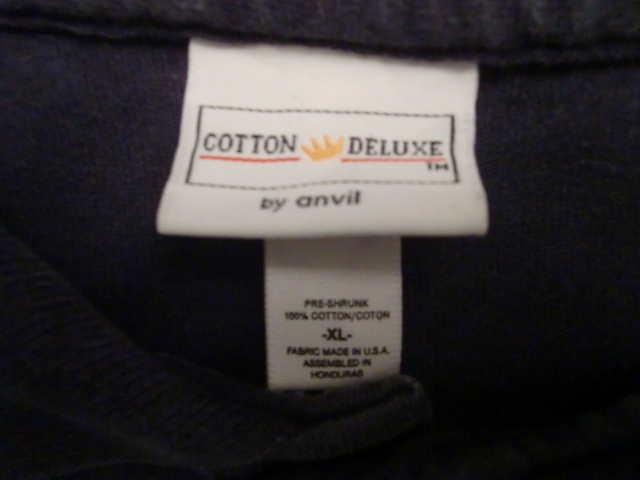 COTTON DELUXE ™
by anvil
PRE-SHRUNK
100% COTTON/COTON
-XL-
FABRIC MADE IN U.S.A.
ASSEMBLED IN
HONDURAS